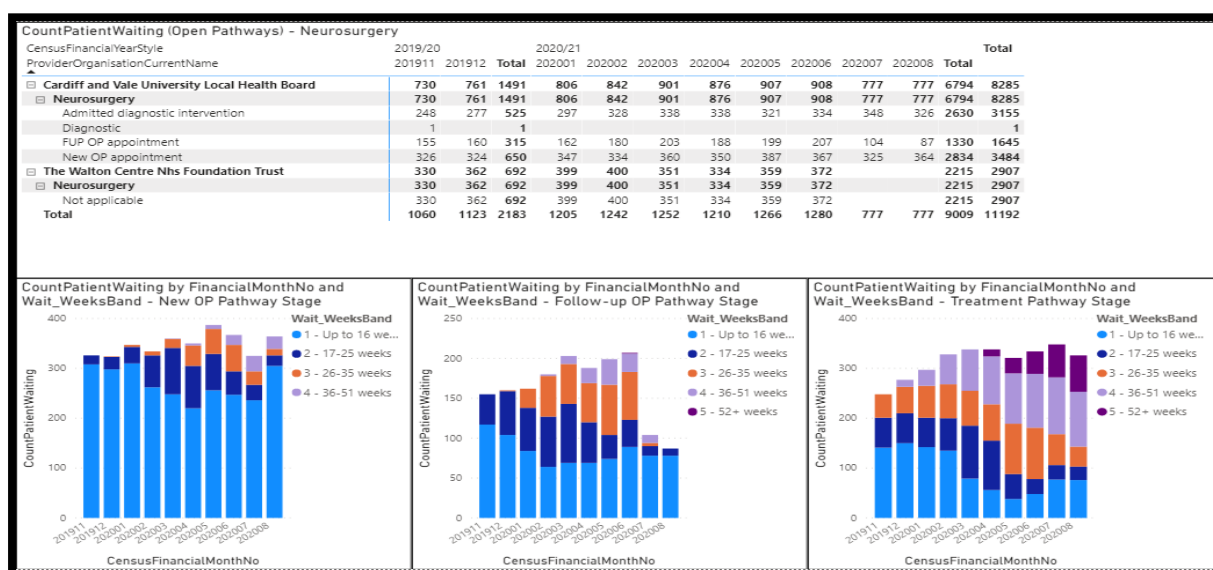 CountPatientWaiting (Open Pathways) - Neurosurgery
CensusFinancialYearStyle 2019/20 2020/21 Total
ProviderOrganisationCurrentName 201911 201912 Total 202001 202002 202003 202004 202005 202006 202007 202008 Total
Cardiff and Vale University Local Health Board 730 761 1491 806 842 901 876 907 908 777 777 6794 8285
Neurosurgery 730 761 1491 806 842 901 876 907 908 777 777 6794 8285
Admitted diagnostic intervention 248 277 525 297 328 338 338 321 334 348 326 2630 3155
Diagnostic 1 1 1
FUP OP appointment 155 160 315 162 180 203 188 199 207 104 87 1330 1645
New OP appointment 326 324 650 347 334 360 350 387 367 325 364 2834 3484
The Walton Centre Nhs Foundation Trust 330 362 692 399 400 351 334 359 372 2215 2907
Neurosurgery 330 362 692 399 400 351 334 359 372 2215 2907
Not applicable 330 362 692 399 400 351 334 359 372 2215 2907
Total 1060 1123 2183 1205 1242 1252 1210 1266 1280 777 777 9009 11192
CountPatientWaiting by FinancialMonthNo and
Wait_WeeksBand - New OP Pathway Stage
Wait_WeeksBand
1 - Up to 16 we...
2 - 17-25 weeks
3 - 26-35 weeks
4 - 36-51 weeks
CountPatientWaiting
400
300
200
100
0
201911 201912 202001 202002 202003 202004 202005 202006 202007 202008
CensusFinancialMonthNo
CountPatientWaiting by FinancialMonthNo and
Wait_WeeksBand - Follow-up OP Pathway Stage
Wait_WeeksBand
1 - Up to 16 we...
2 - 17-25 weeks
3 - 26-35 weeks
4 - 36-51 weeks
5 - 52+ weeks
CountPatientWaiting
250
200
150
100
50
0
201911 201912 202001 202002 202003 202004 202005 202006 202007 202008
CensusFinancialMonthNo
CountPatientWaiting by FinancialMonthNo and
Wait_WeeksBand - Treatment Pathway Stage
Wait_WeeksBand
1 - Up to 16 we...
2 - 17-25 weeks
3 - 26-35 weeks
4 - 36-51 weeks
5 - 52+ weeks
CountPatientWaiting
400
300
200
100
0
201911 201912 202001 202002 202003 202004 202005 202006 202007 202008
CensusFinancialMonthNo